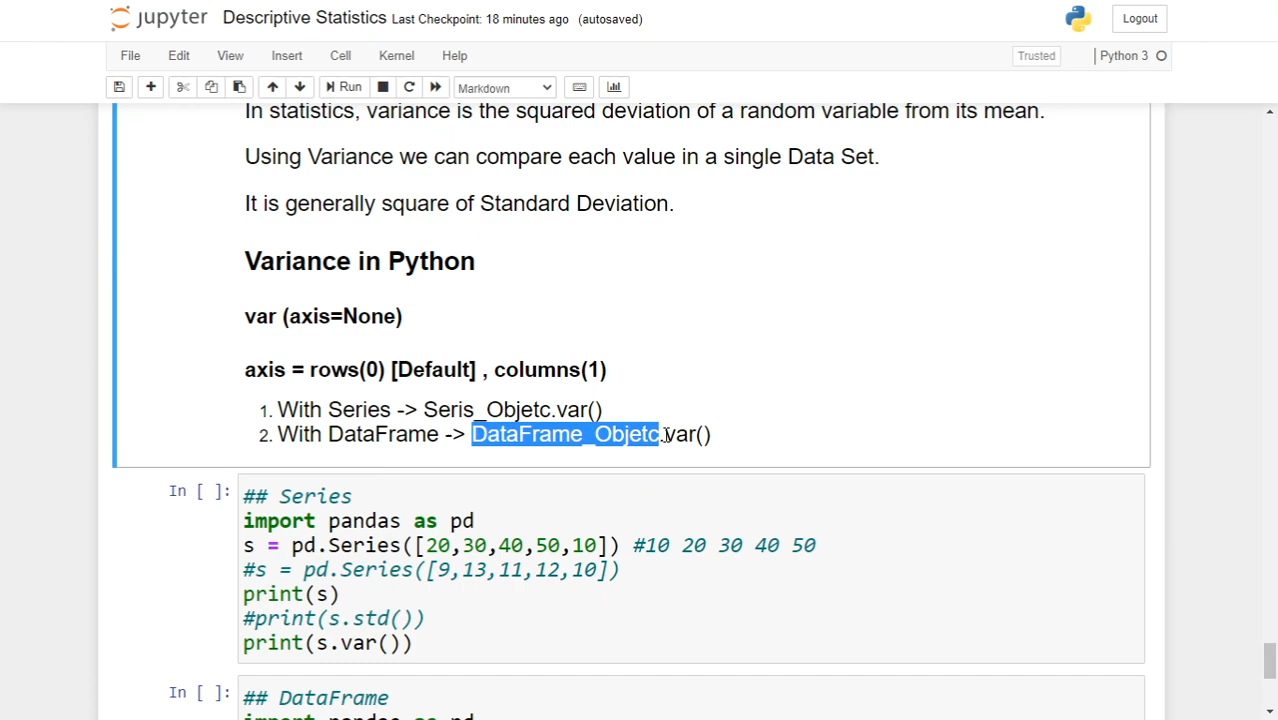 jupyter Descriptive Statistics Last Checkpoint: 18 minutes ago (autosaved)
Logout
File Edit View Insert Cell Kernel Help
Trusted Python 3
Run Markdown
In statistics, variance is the squared deviation of a random variable from its mean.
Using Variance we can compare each value in a single Data Set.
It is generally square of Standard Deviation.
Variance in Python
var (axis=None)
axis = rows(0) [Default] , columns(1)
1. With Series -> Seris_Objetc.var()
2. With DataFrame -> DataFrame_Objetc.var()
In [ ]: ## Series
import pandas as pd
s = pd.Series([20,30,40,50,10]) #10 20 30 40 50
#s = pd.Series([9,13,11,12,10])
print(s)
#print(s.std())
print(s.var())
In [ ]: ## DataFrame
import pandas as pd